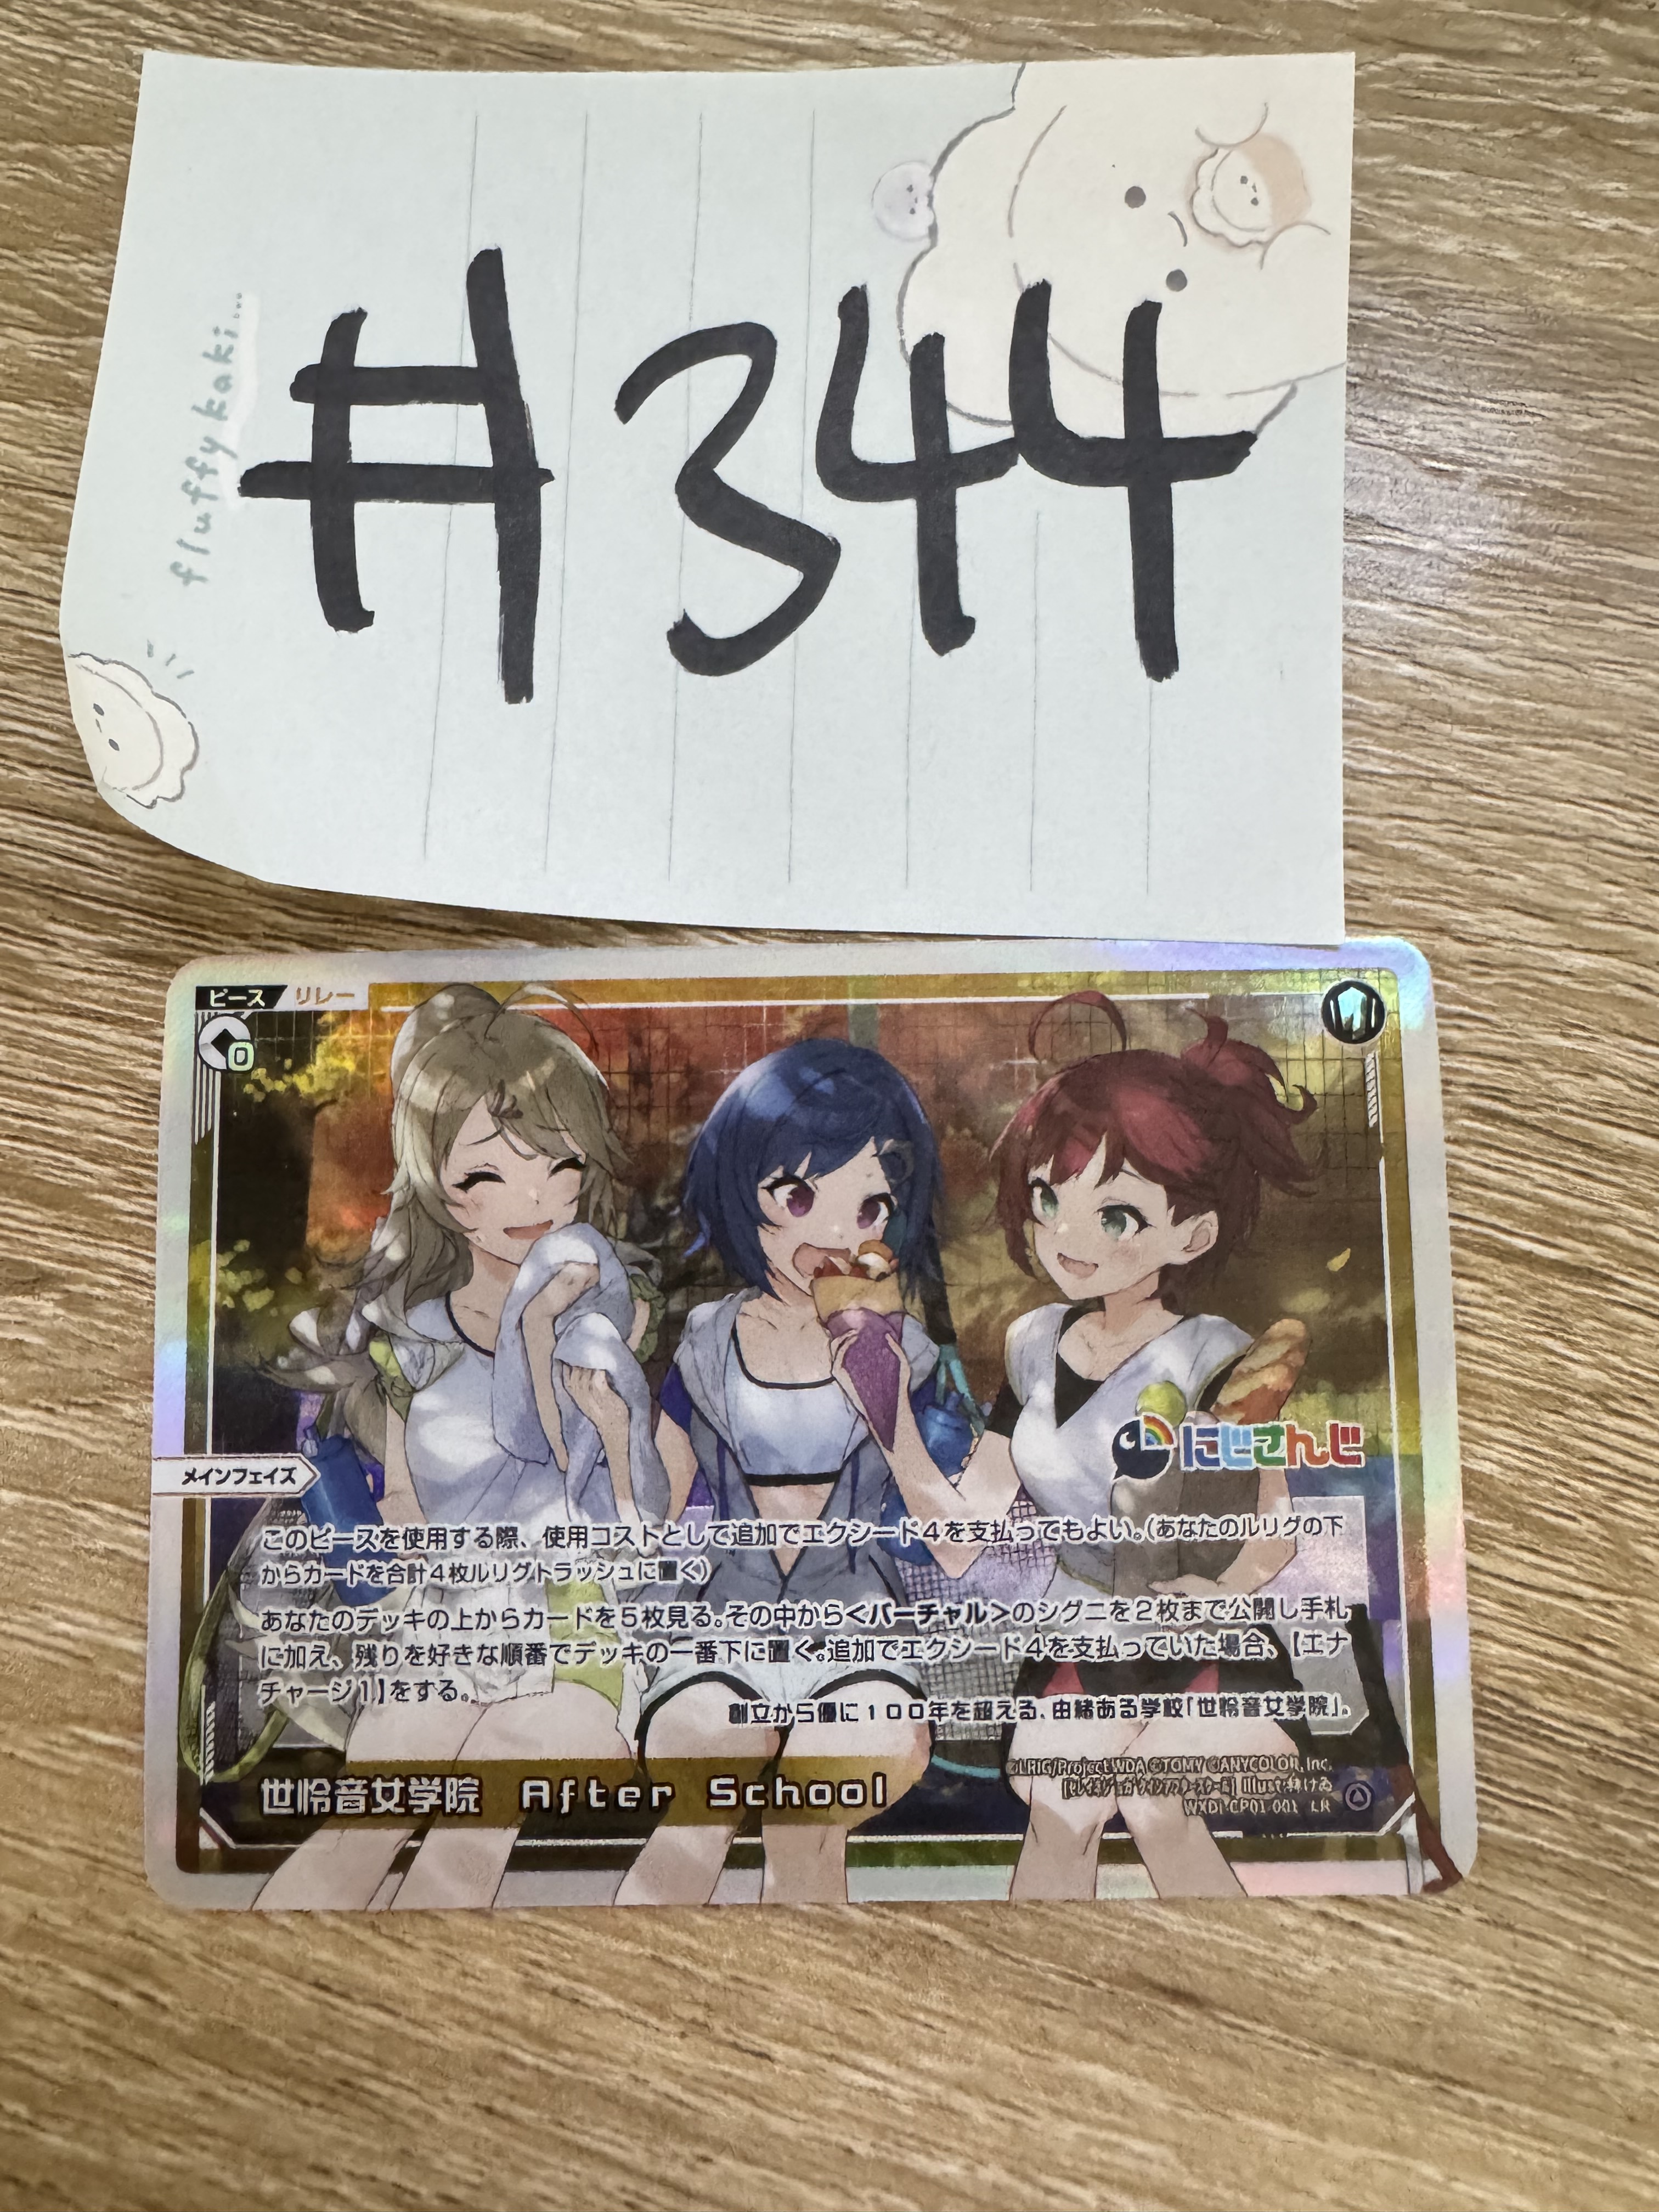 fluffy kaki...
#344
ピース リレー
0
にじさんじ
メインフェイズ
このピースを使用する際、使用コストとして追加でエクシード4を支払ってもよい。(あなたのルリグの下
からカードを合計4枚ルリグトラッシュに置く)
あなたのデッキの上からカードを5枚見る。その中から<バーチャル>のシグニを2枚まで公開し手札
に加え、残りを好きな順番でデッキの一番下に置く。追加でエクシード4を支払っていた場合、【エナ
チャージ1】をする。
創立から優に100年を超える、由緒ある学校「世怜音女学院」。
世怜音女学院 After School
©LRIG/Project WDA ©TOMY ©ANYCOLOR, Inc.
Illust
WXDi-CP01-001 LR